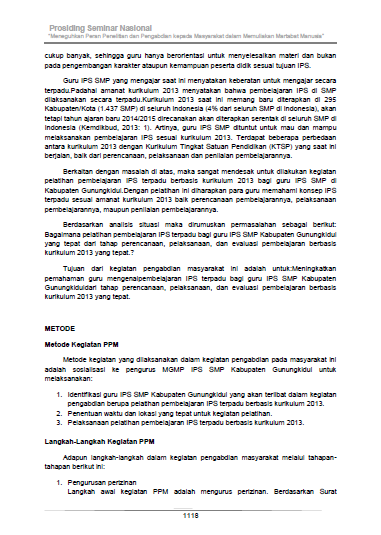 Prosiding Seminar Nasional
"Meneguhkan Peran Penelitian dan Pengabdian kepada Masyarakat dalam Memuliakan Martabat Manusia"
cukup banyak, sehingga guru hanya berorientasi untuk menyelesaikan materi dan bukan
pada pengembangan karakter ataupun kemampuan peserta didik sesuai tujuan IPS.
Guru IPS SMP yang mengajar saat ini menyatakan keberatan untuk mengajar secara
terpadu.Padahal amanat kurikulum 2013 menyatakan bahwa pembelajaran IPS di SMP
dilaksanakan secara terpadu.Kurikulum 2013 saat ini memang baru diterapkan di 295
Kabupaten/Kota (1.437 SMP) di seluruh Indonesia (4% dari seluruh SMP di Indonesia), akan
tetapi tahun ajaran baru 2014/2015 direcanakan akan diterapkan serentak di seluruh SMP di
Indonesia (Kemdikbud, 2013: 1). Artinya, guru IPS SMP dituntut untuk mau dan mampu
melaksanakan pembelajaran IPS sesuai kurikulum 2013. Terdapat beberapa perbedaan
antara kurikulum 2013 dengan Kurikulum Tingkat Satuan Pendidikan (KTSP) yang saat ini
berjalan, baik dari perencanaan, pelaksanaan dan penilaian pembelajarannya.
Berkaitan dengan masalah di atas, maka sangat mendesak untuk dilakukan kegiatan
pelatihan pembelajaran IPS terpadu berbasis kurikulum 2013 bagi guru IPS SMP di
Kabupaten Gunungkidul.Dengan pelatihan ini diharapkan para guru memahami konsep IPS
terpadu sesuai amanat kurikulum 2013 baik perencanaan pembelajarannya, pelaksanaan
pembelajarannya, maupun penilaian pembelajarannya.
Berdasarkan analisis situasi maka dirumuskan permasalahan sebagai berikut:
Bagaimana pelatihan pembelajaran IPS terpadu bagi guru IPS SMP Kabupaten Gunungkidul
yang tepat dari tahap perencanaan, pelaksanaan, dan evaluasi pembelajaran berbasis
kurikulum 2013 yang tepat.?
Tujuan dari kegiatan pengabdian masyarakat ini adalah untuk:Meningkatkan
pemahaman guru mengenaipembelajaran IPS terpadu bagi guru IPS SMP Kabupaten
Gunungkiduldari tahap perencanaan, pelaksanaan, dan evaluasi pembelajaran berbasis
kurikulum 2013 yang tepat.
METODE
Metode Kegiatan PPM
Metode kegiatan yang dilaksanakan dalam kegiatan pengabdian pada masyarakat ini
adalah sosialisasi ke pengurus MGMP IPS SMP Kabupaten Gunungkidul untuk
melaksanakan:
1. Identifikasi guru IPS SMP Kabupaten Gunungkidul yang akan terlibat dalam kegiatan
pengabdian berupa pelatihan pembelajaran IPS terpadu berbasis kurikulum 2013.
2. Penentuan waktu dan lokasi yang tepat untuk kegiatan pelatihan.
3. Pelaksanaan pelatihan pembelajaran IPS terpadu berbasis kurikulum 2013.
Langkah-Langkah Kegiatan PPM
Adapun langkah-langkah dalam kegiatan pengabdian masyarakat melalui tahapan-
tahapan berikut ini:
1. Pengurusan perizinan
Langkah awal kegiatan PPM adalah mengurus perizinan. Berdasarkan Surat
1118